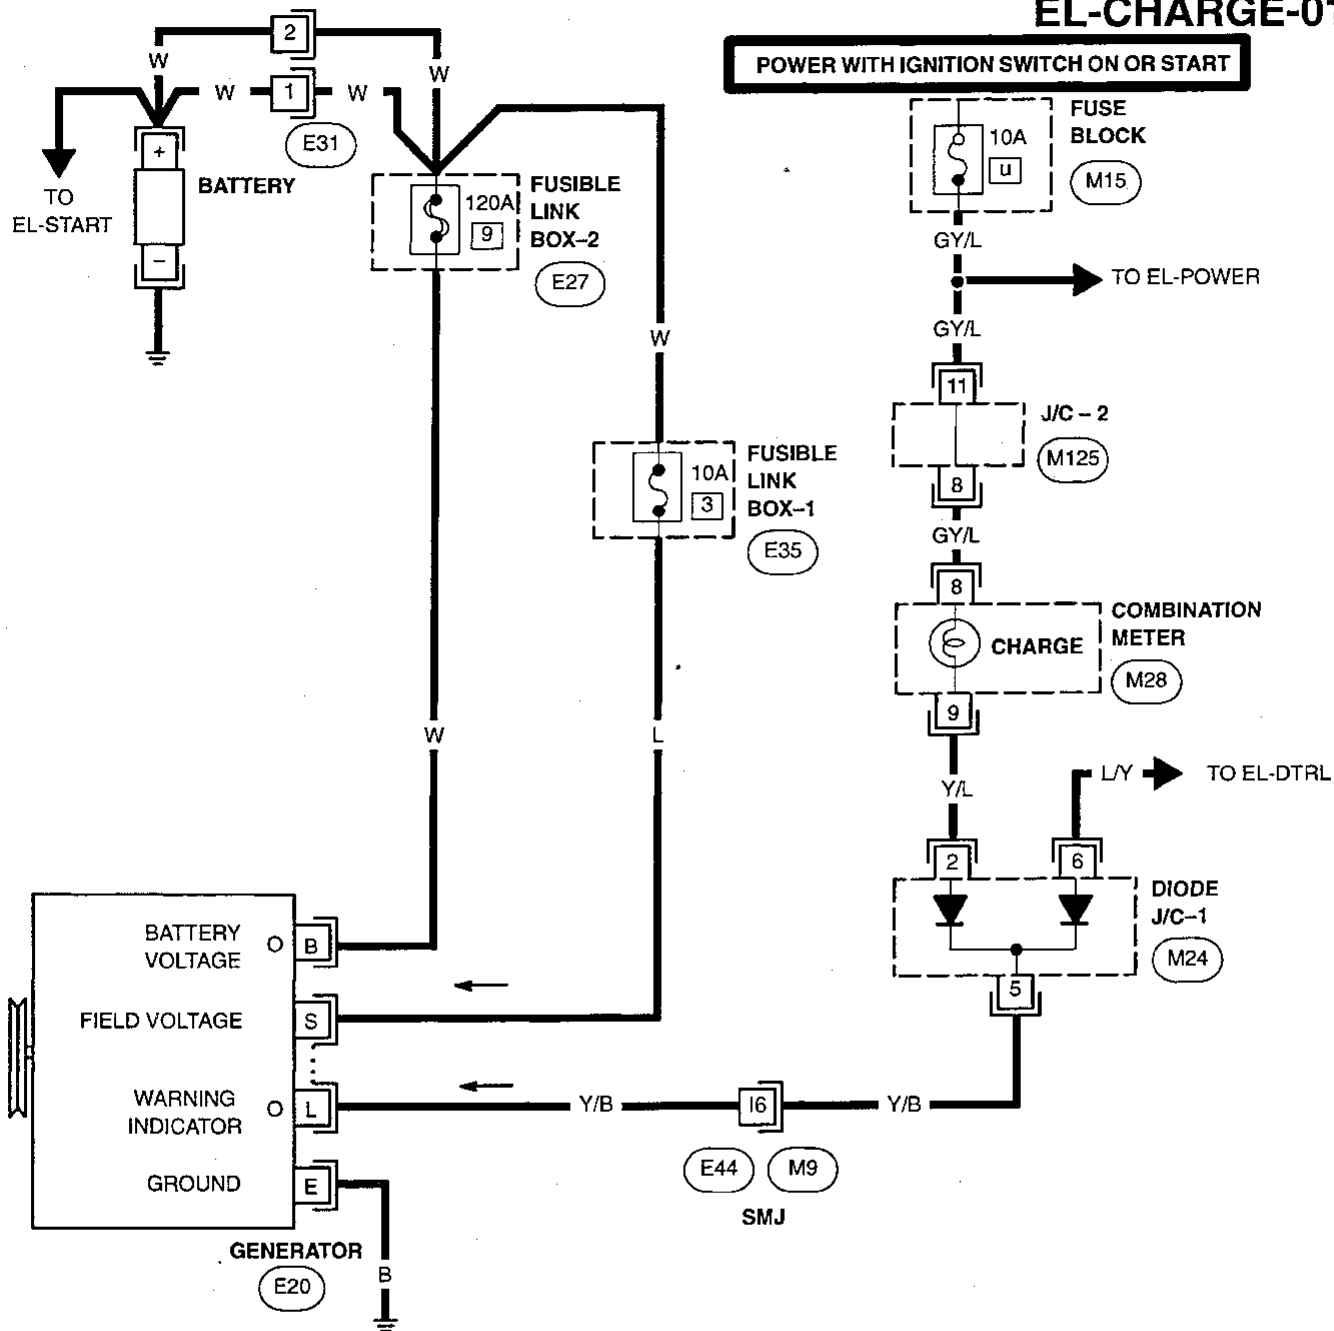 EL-CHARGE-01
POWER WITH IGNITION SWITCH ON OR START
2
W
W
W
1
W
E31
+
BATTERY
−
TO
EL-START
120A
9
FUSIBLE
LINK
BOX–2
E27
FUSE
BLOCK
10A
u
M15
GY/L
TO EL-POWER
GY/L
11
J/C – 2
M125
8
GY/L
W
10A
3
FUSIBLE
LINK
BOX–1
E35
8
CHARGE
COMBINATION
METER
M28
9
W
L
Y/L
L/Y
TO EL-DTRL
2
6
DIODE
J/C–1
M24
5
BATTERY
VOLTAGE
B
FIELD VOLTAGE
S
WARNING
INDICATOR
L
Y/B
I6
Y/B
E44
M9
SMJ
GROUND
E
GENERATOR
E20
B